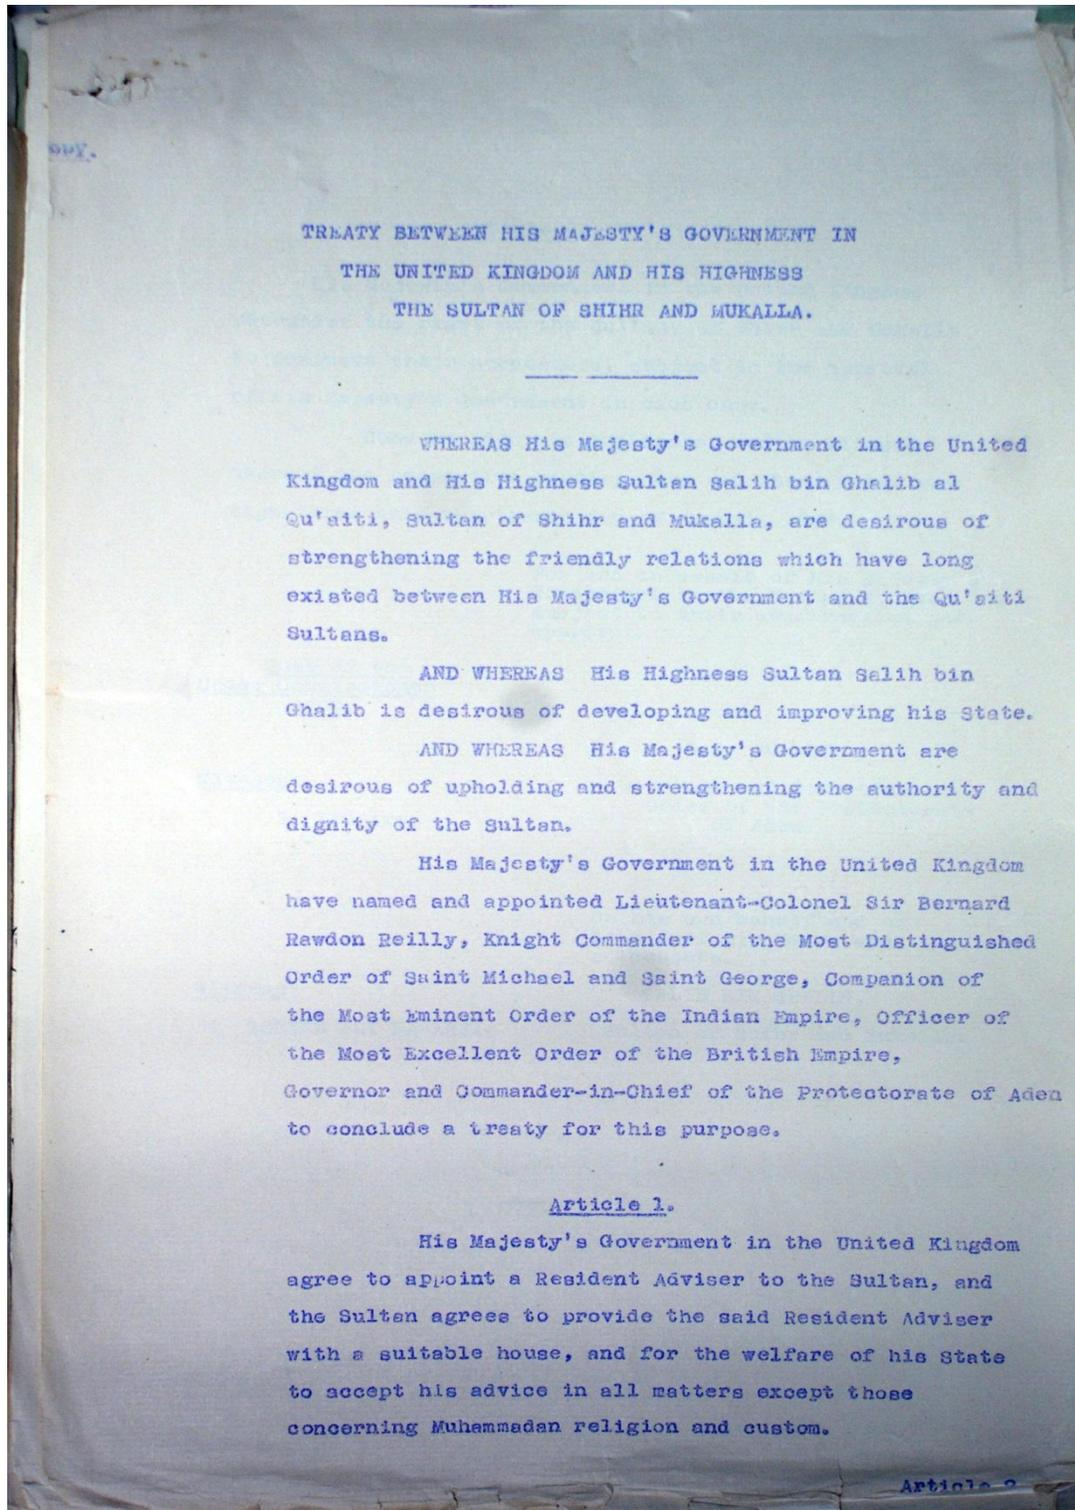 opy.
TREATY BETWEEN HIS MAJESTY'S GOVERNMENT IN
THE UNITED KINGDOM AND HIS HIGHNESS
THE SULTAN OF SHIHR AND MUKALLA.
WHEREAS His Majesty's Government in the United
Kingdom and His Highness Sultan Salih bin Ghalib al
Qu'aiti, Sultan of Shihr and Mukalla, are desirous of
strengthening the friendly relations which have long
existed between His Majesty's Government and the Qu'aiti
Sultans.
AND WHEREAS His Highness Sultan Salih bin
Ghalib is desirous of developing and improving his State.
AND WHEREAS His Majesty's Government are
desirous of upholding and strengthening the authority and
dignity of the Sultan.
His Majesty's Government in the United Kingdom
have named and appointed Lieutenant-Colonel Sir Bernard
Rawdon Reilly, Knight Commander of the Most Distinguished
Order of Saint Michael and Saint George, Companion of
the Most Eminent Order of the Indian Empire, Officer of
the Most Excellent Order of the British Empire,
Governor and Commander-in-Chief of the Protectorate of Aden
to conclude a treaty for this purpose.
Article 1.
His Majesty's Government in the United Kingdom
agree to appoint a Resident Adviser to the Sultan, and
the Sultan agrees to provide the said Resident Adviser
with a suitable house, and for the welfare of his State
to accept his advice in all matters except those
concerning Muhammadan religion and custom.
Article 2